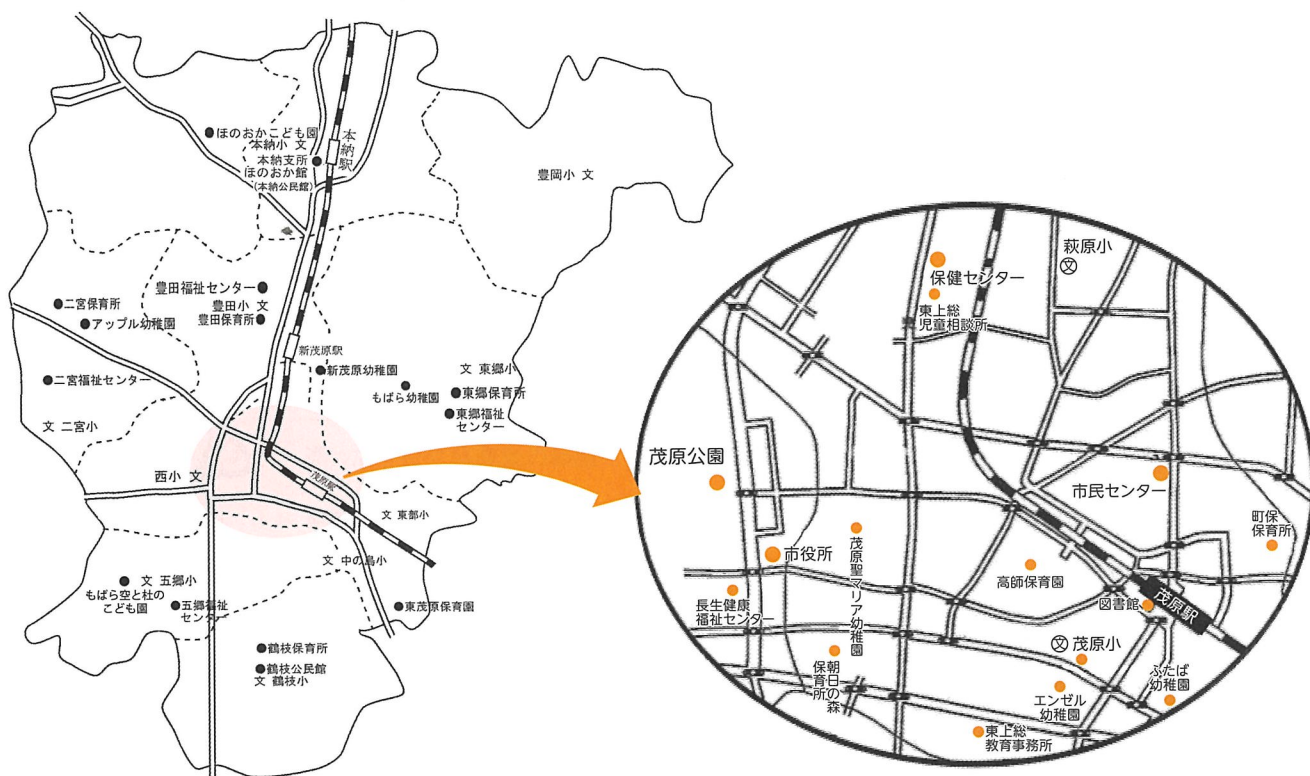 ほのおかこども園
本納小 文
本納支所
ほのおか館
(本納公民館)
本納駅
豊岡小 文
豊田福祉センター
豊田小 文
豊田保育所
二宮保育所
アップル幼稚園
新茂原駅
新茂原幼稚園
二宮福祉センター
もばら幼稚園
文 東郷小
東郷保育所
東郷福祉
センター
文 二宮小
西小 文
茂原駅
文 東部小
文 中の島小
文 五郷小
もばら空と杜の
こども園
五郷福祉
センター
東茂原保育園
鶴枝保育所
鶴枝公民館
文 鶴枝小
萩原小
文
保健センター
東上総
児童相談所
茂原公園
市民センター
町保
保育所
市役所
茂原聖マリア幼稚園
高師保育園
長生健康
福祉センター
図書館
茂原駅
文 茂原小
朝日の森
保育所
エンゼル
幼稚園
ふたば
幼稚園
東上総
教育事務所